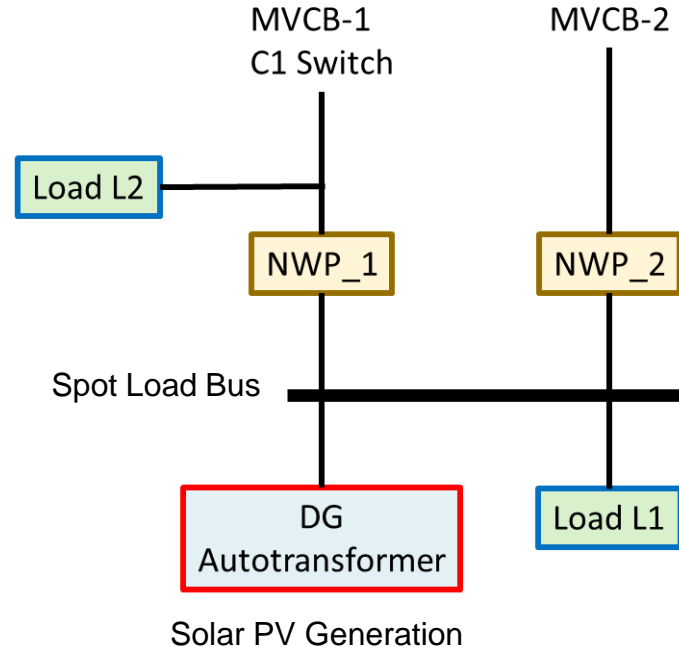 MVCB-1
C1 Switch
MVCB-2
Load L2
NWP_1
NWP_2
Spot Load Bus
DG
Autotransformer
Load L1
Solar PV Generation